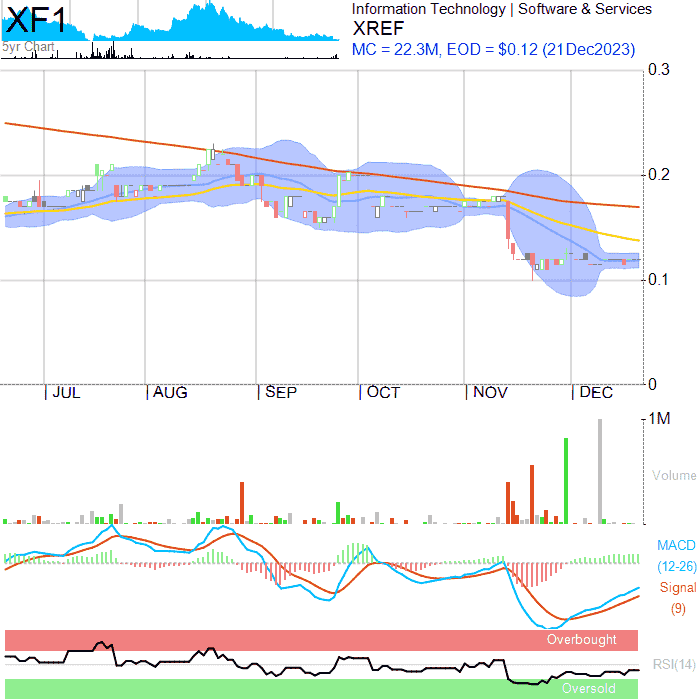 XF1
5yr Chart
Information Technology | Software & Services
XREF
MC = 22.3M, EOD = $0.12 (21Dec2023)
0.3
0.2
0.1
0
JUL AUG SEP OCT NOV DEC
1M
Volume
MACD
(12-26)
Signal
(9)
Overbought
RSI(14)
Oversold